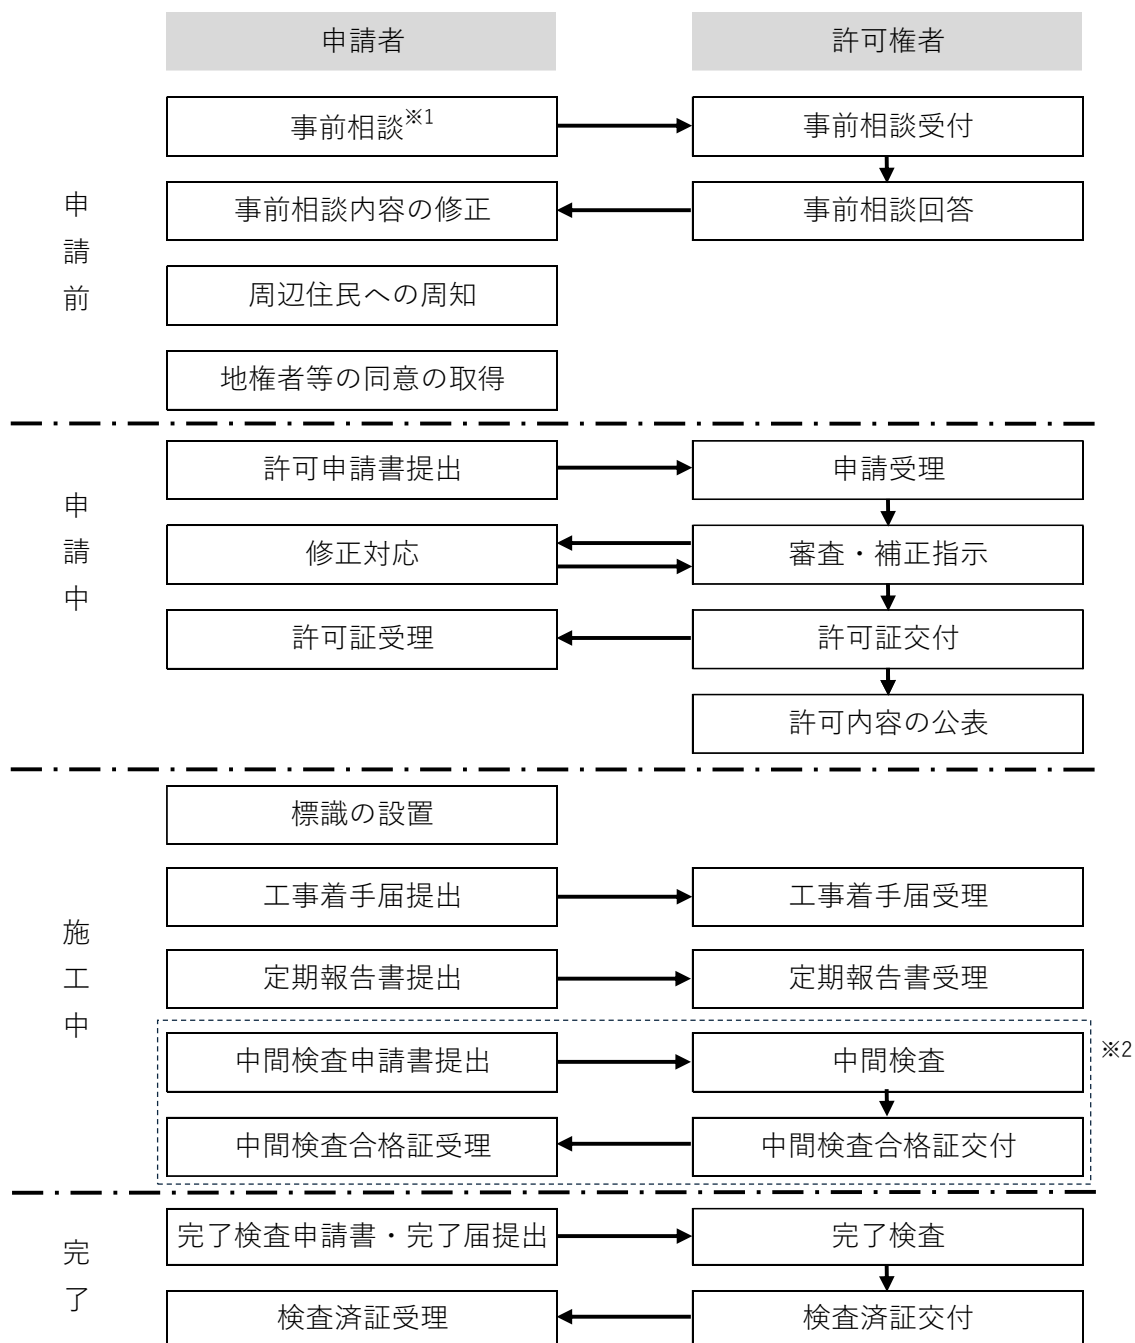 申請者
許可権者
申請前
事前相談※1
事前相談受付
事前相談内容の修正
事前相談回答
周辺住民への周知
地権者等の同意の取得
申請中
許可申請書提出
申請受理
修正対応
審査・補正指示
許可証受理
許可証交付
許可内容の公表
施工中
標識の設置
工事着手届提出
工事着手届受理
定期報告書提出
定期報告書受理
中間検査申請書提出
中間検査
※2
中間検査合格証受理
中間検査合格証交付
完了
完了検査申請書・完了届提出
完了検査
検査済証受理
検査済証交付